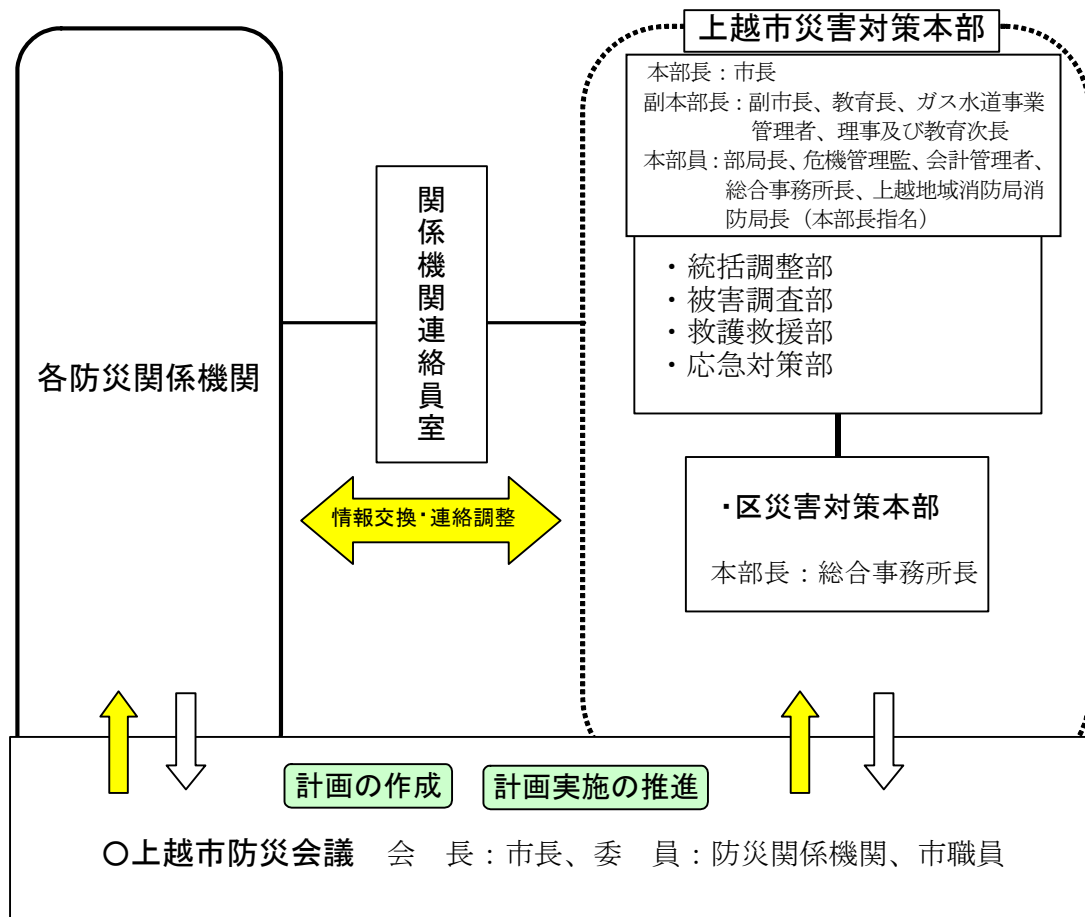 各防災関係機関
関係機関連絡員室
情報交換・連絡調整
上越市災害対策本部
本部長：市長
副本部長：副市長、教育長、ガス水道事業
管理者、理事及び教育次長
本部員：部局長、危機管理監、会計管理者、
総合事務所長、上越地域消防局消
防局長（本部長指名）
・統括調整部
・被害調査部
・救護救援部
・応急対策部
・区災害対策本部
本部長：総合事務所長
計画の作成
計画実施の推進
○上越市防災会議　会　長：市長、委　員：防災関係機関、市職員